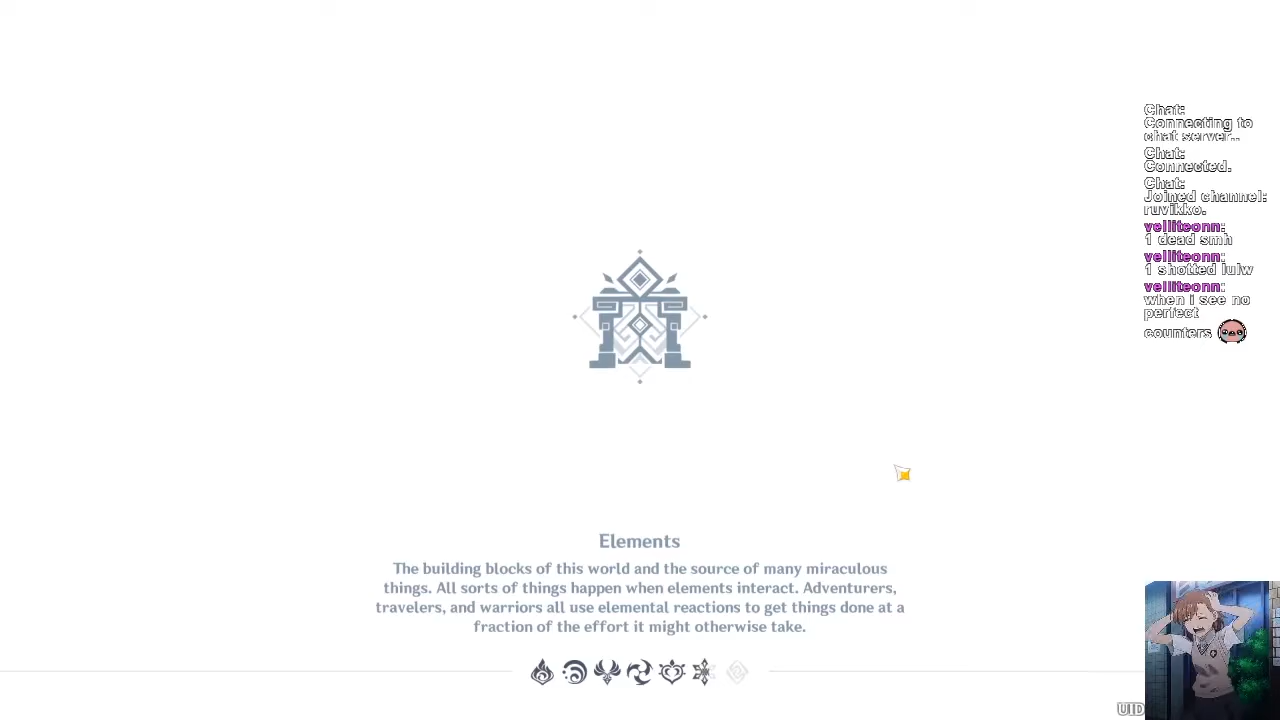 Chat:
Connecting to
chat server..
Chat:
Connected.
Chat:
Joined channel:
ruvikko.
velliteonn:
1 dead smh
velliteonn:
1 shotted lulw
velliteonn:
when i see no
perfect
counters
Elements
The building blocks of this world and the source of many miraculous
things. All sorts of things happen when elements interact. Adventurers,
travelers, and warriors all use elemental reactions to get things done at a
fraction of the effort it might otherwise take.
UID